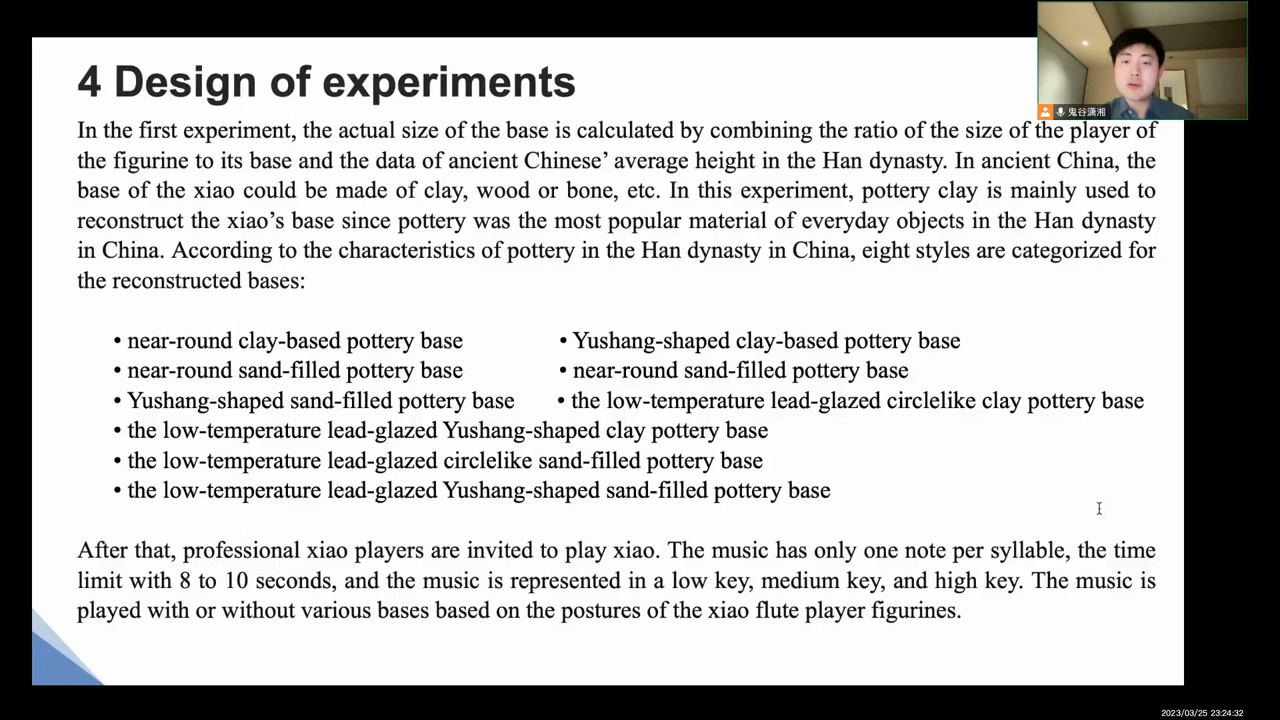 4 Design of experiments
鬼谷潇湘
In the first experiment, the actual size of the base is calculated by combining the ratio of the size of the player of
the figurine to its base and the data of ancient Chinese’ average height in the Han dynasty. In ancient China, the
base of the xiao could be made of clay, wood or bone, etc. In this experiment, pottery clay is mainly used to
reconstruct the xiao’s base since pottery was the most popular material of everyday objects in the Han dynasty
in China. According to the characteristics of pottery in the Han dynasty in China, eight styles are categorized for
the reconstructed bases:
• near-round clay-based pottery base • Yushang-shaped clay-based pottery base
• near-round sand-filled pottery base • near-round sand-filled pottery base
• Yushang-shaped sand-filled pottery base • the low-temperature lead-glazed circlelike clay pottery base
• the low-temperature lead-glazed Yushang-shaped clay pottery base
• the low-temperature lead-glazed circlelike sand-filled pottery base
• the low-temperature lead-glazed Yushang-shaped sand-filled pottery base
After that, professional xiao players are invited to play xiao. The music has only one note per syllable, the time
limit with 8 to 10 seconds, and the music is represented in a low key, medium key, and high key. The music is
played with or without various bases based on the postures of the xiao flute player figurines.
2023/03/25 23:24:32